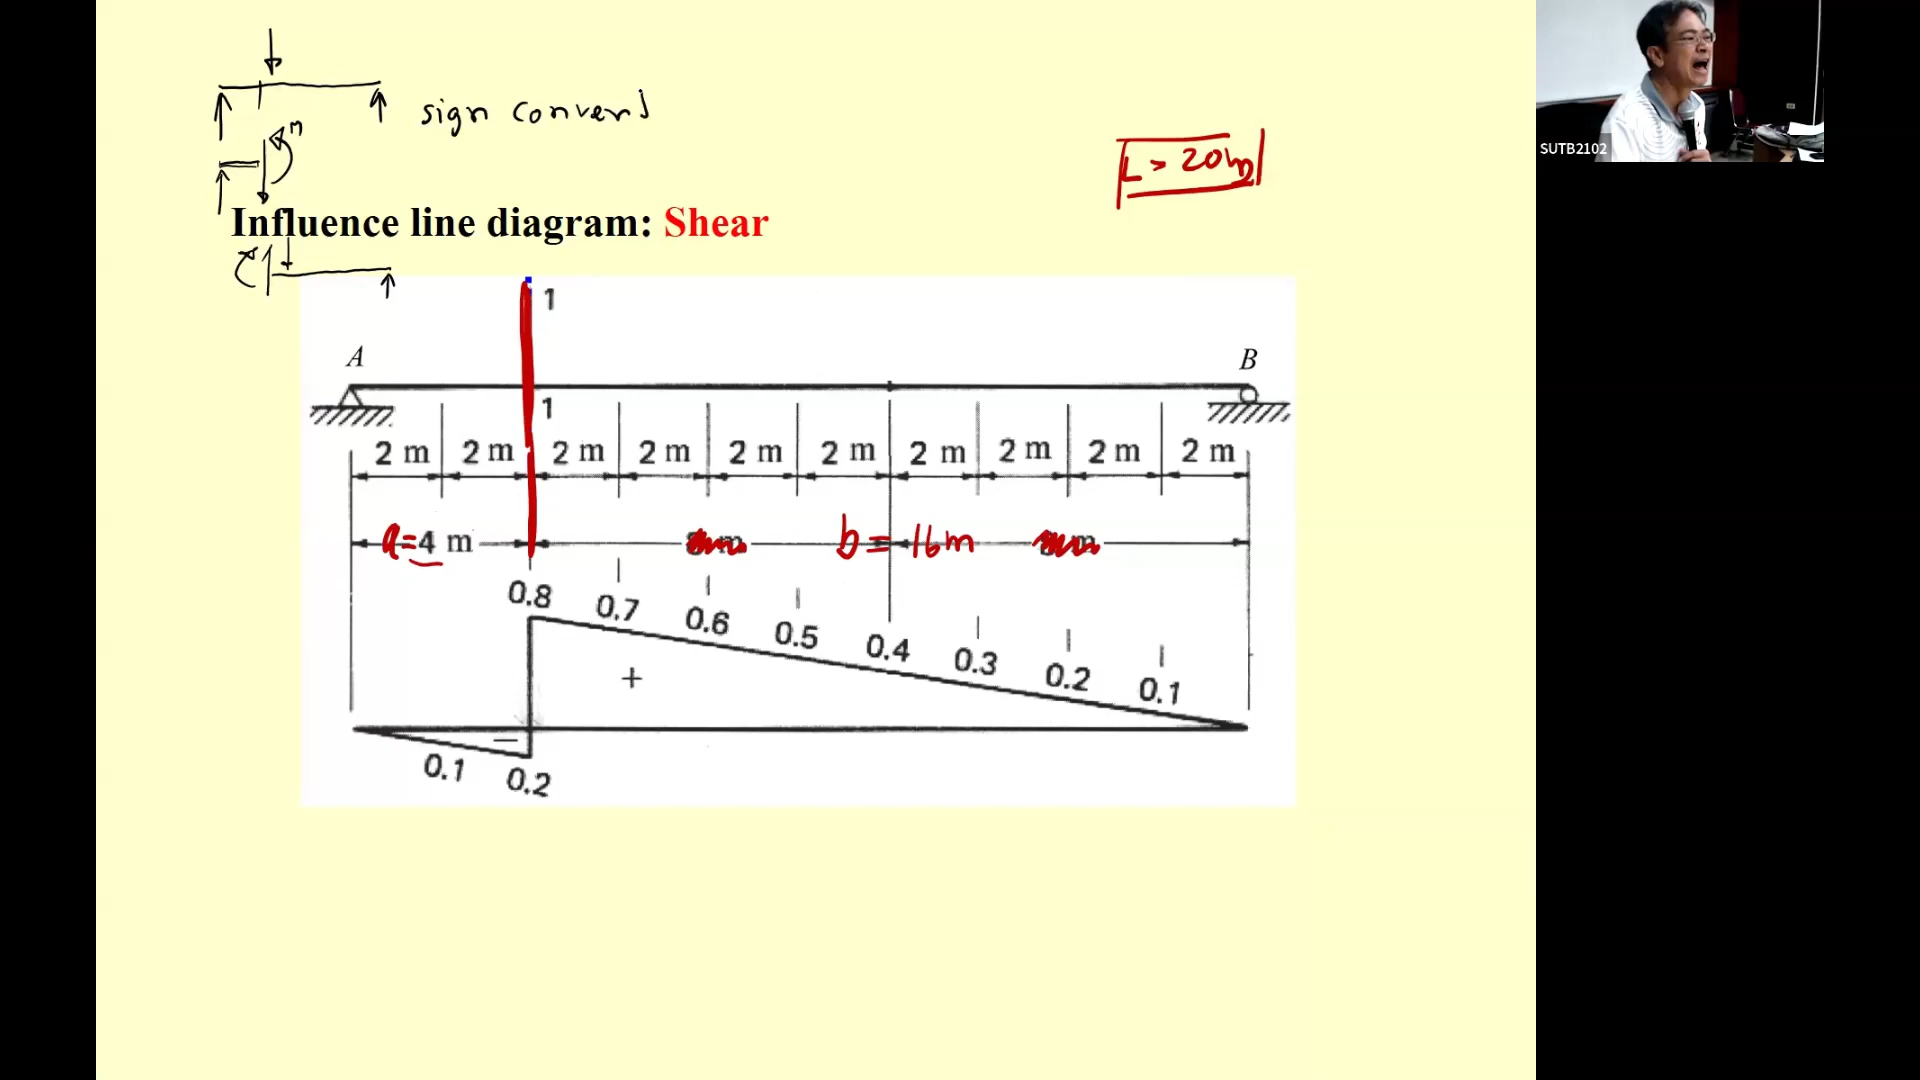 sign convens
SUTB2102
L > 20m
m
Influence line diagram: Shear
1
A
B
1
2 m 2 m 2 m 2 m 2 m 2 m 2 m 2 m 2 m 2 m
a = 4 m b = 16m
0.8 0.7 0.6 0.5 0.4 0.3 0.2 0.1
+
−
0.1 0.2